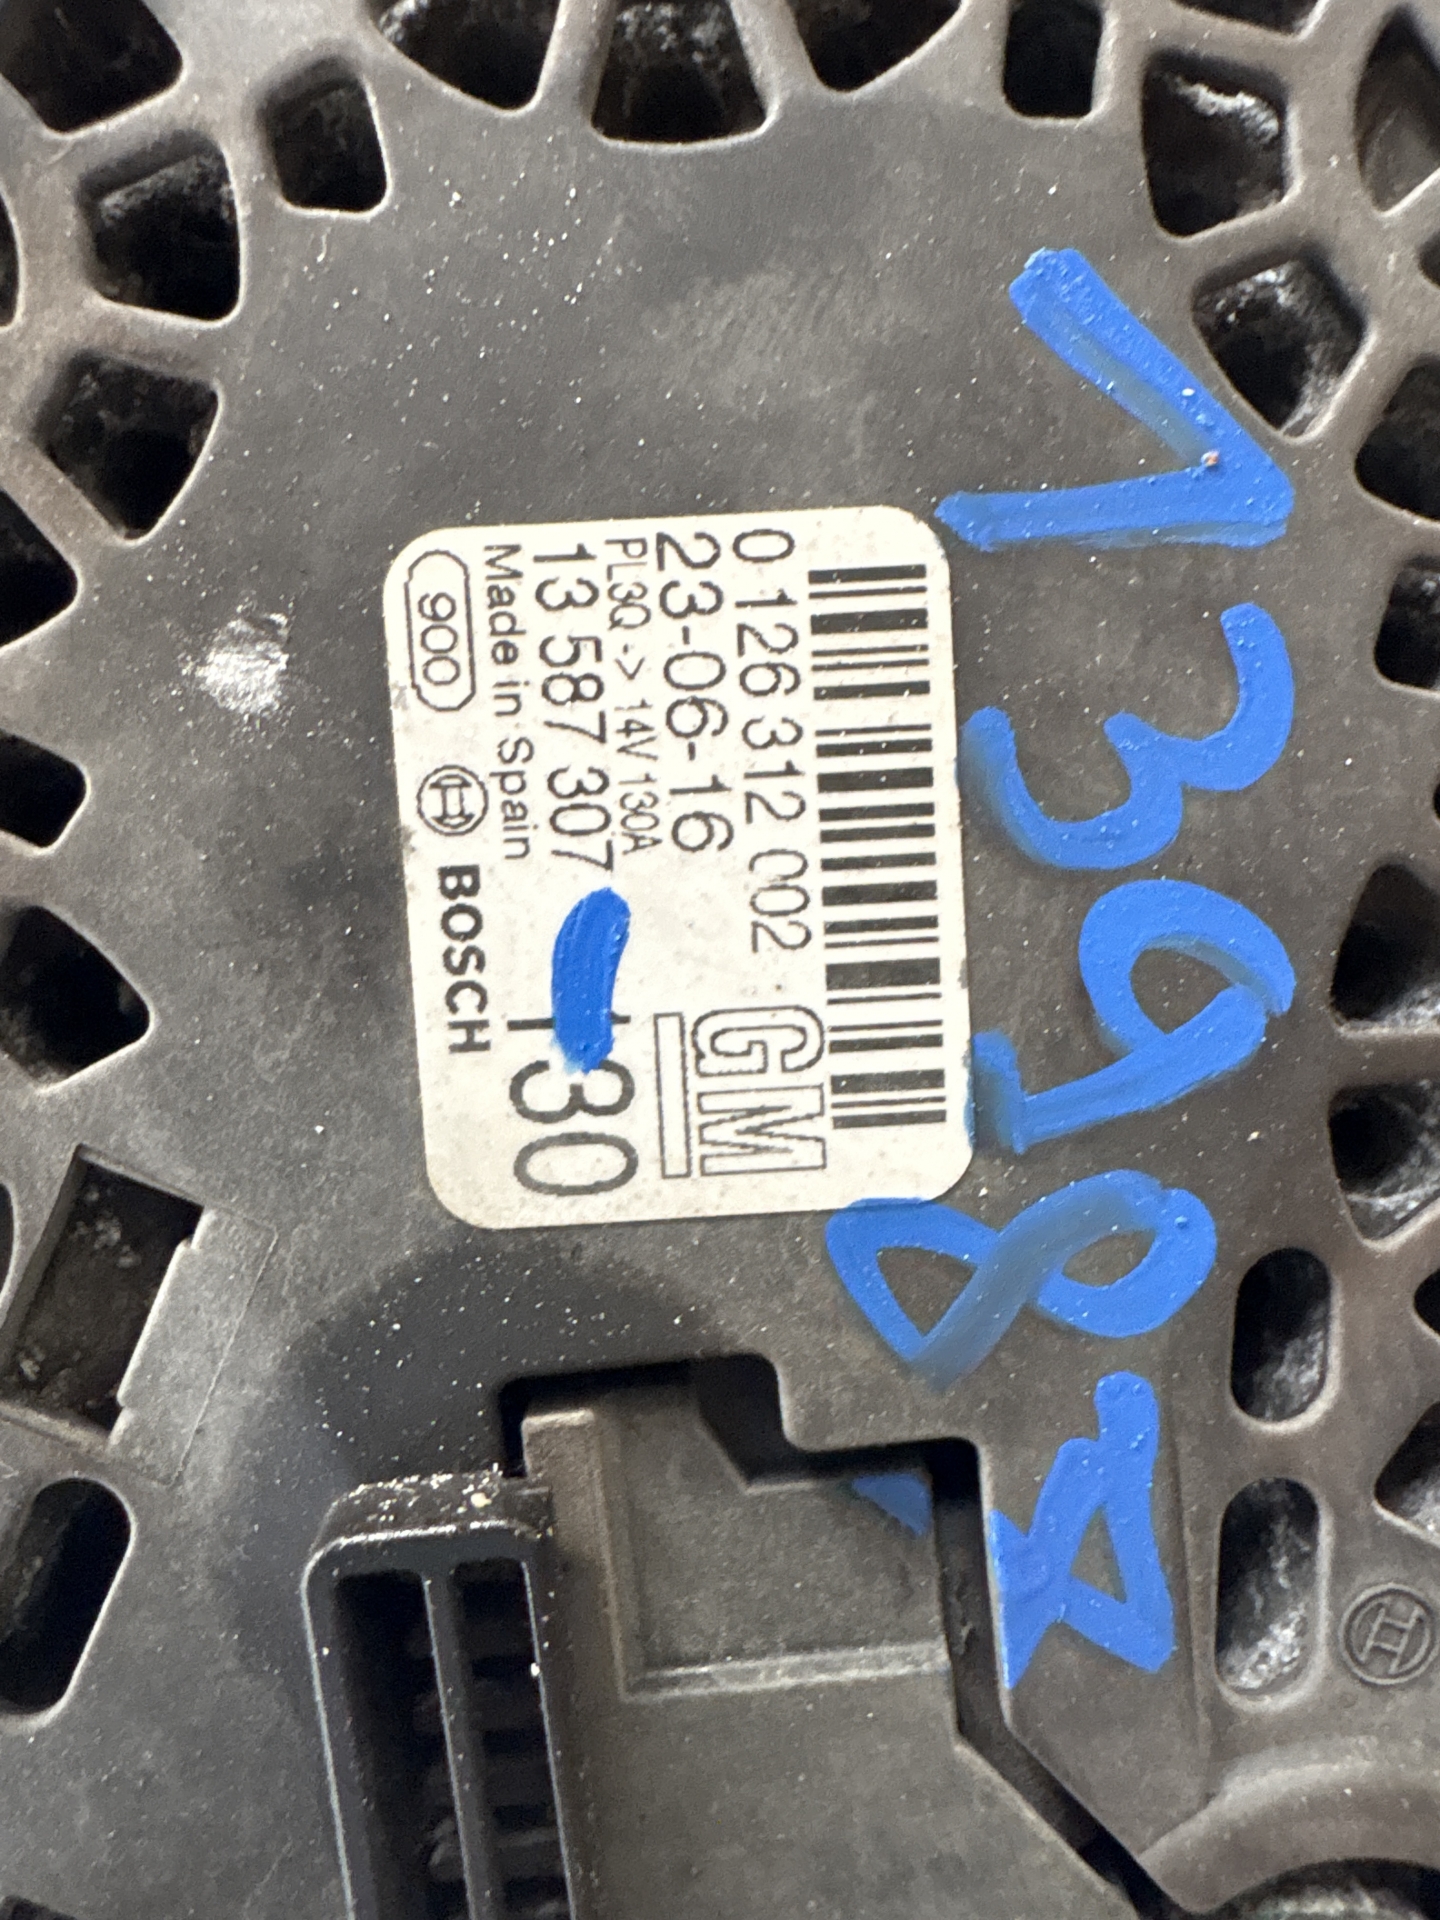 1398
0 126 312 002
GM
23-06-16
PL3Q -> 14V 130A
13 587 307
130
Made in Spain
900 BOSCH